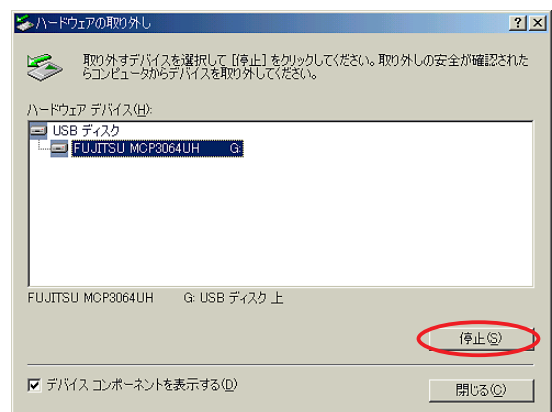 ハードウェアの取り外し
取り外すデバイスを選択して [停止] をクリックしてください。取り外しの安全が確認された
らコンピュータからデバイスを取り外してください。
ハードウェア デバイス(H):
USB ディスク
FUJITSU MCP3064UH G:
FUJITSU MCP3064UH G: USB ディスク 上
停止(S)
デバイス コンポーネントを表示する(D)
閉じる(C)